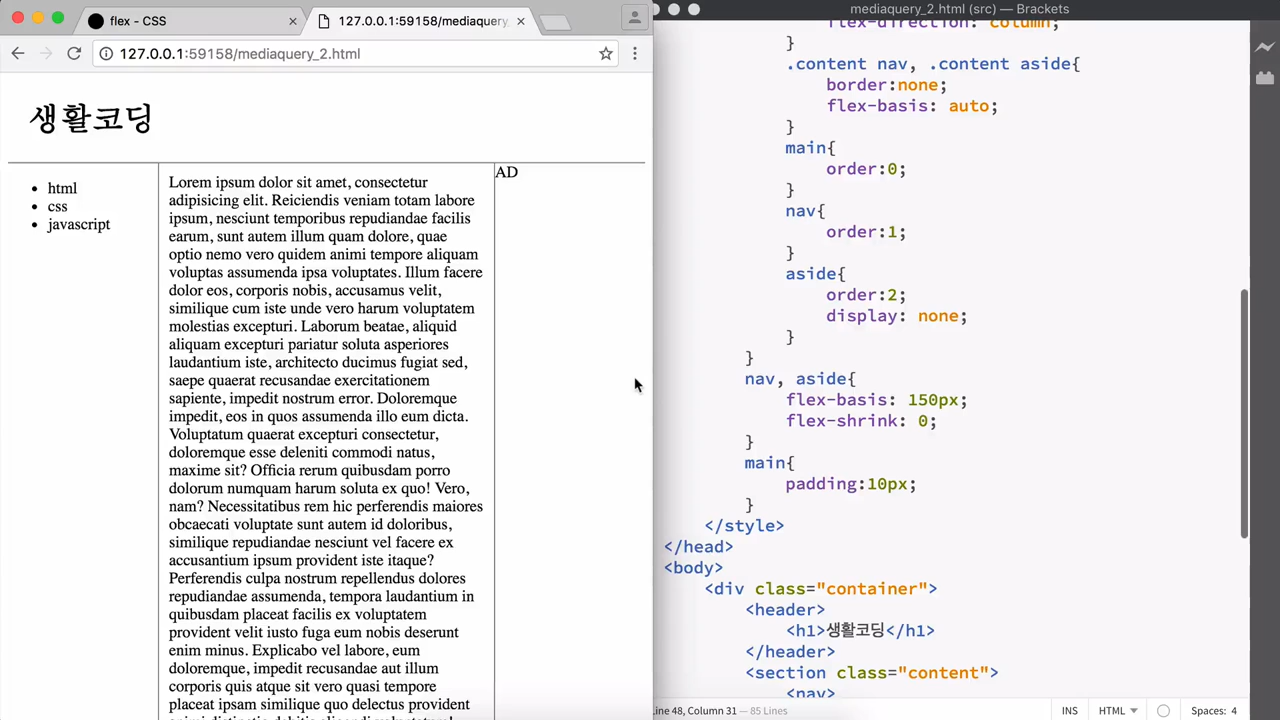 flex - CSS
127.0.0.1:59158/mediaquery_
127.0.0.1:59158/mediaquery_2.html
생활코딩
html
css
javascript
Lorem ipsum dolor sit amet, consectetur
adipisicing elit. Reiciendis veniam totam labore
ipsum, nesciunt temporibus repudiandae facilis
earum, sunt autem illum quam dolore, quae
optio nemo vero quidem animi tempore aliquam
voluptas assumenda ipsa voluptates. Illum facere
dolor eos, corporis nobis, accusamus velit,
similique cum iste unde vero harum voluptatem
molestias excepturi. Laborum beatae, aliquid
aliquam excepturi pariatur soluta asperiores
laudantium iste, architecto ducimus fugiat sed,
saepe quaerat recusandae exercitationem
sapiente, impedit nostrum error. Doloremque
impedit, eos in quos assumenda illo eum dicta.
Voluptatum quaerat excepturi consectetur,
doloremque esse deleniti commodi natus,
maxime sit? Officia rerum quibusdam porro
dolorum numquam harum soluta ex quo! Vero,
nam? Necessitatibus rem hic perferendis maiores
obcaecati voluptate sunt autem id doloribus,
similique repudiandae nesciunt vel facere ex
accusantium ipsum provident iste itaque?
Perferendis culpa nostrum repellendus dolores
repudiandae assumenda, tempora laudantium in
quibusdam placeat facilis ex voluptatem
provident velit iusto fuga eum nobis deserunt
enim minus. Explicabo vel labore, eum
doloremque, impedit recusandae aut illum
corporis quis atque sit vero quasi tempore
placeat ipsam similique quo delectus provident
AD
mediaquery_2.html (src) — Brackets
flex-direction: column;
}
.content nav, .content aside{
border:none;
flex-basis: auto;
}
main{
order:0;
}
nav{
order:1;
}
aside{
order:2;
display: none;
}
}
nav, aside{
flex-basis: 150px;
flex-shrink: 0;
}
main{
padding:10px;
}
</style>
</head>
<body>
<div class="container">
<header>
<h1>생활코딩</h1>
</header>
<section class="content">
<nav>
Line 48, Column 31 — 85 Lines
INS
HTML
Spaces: 4